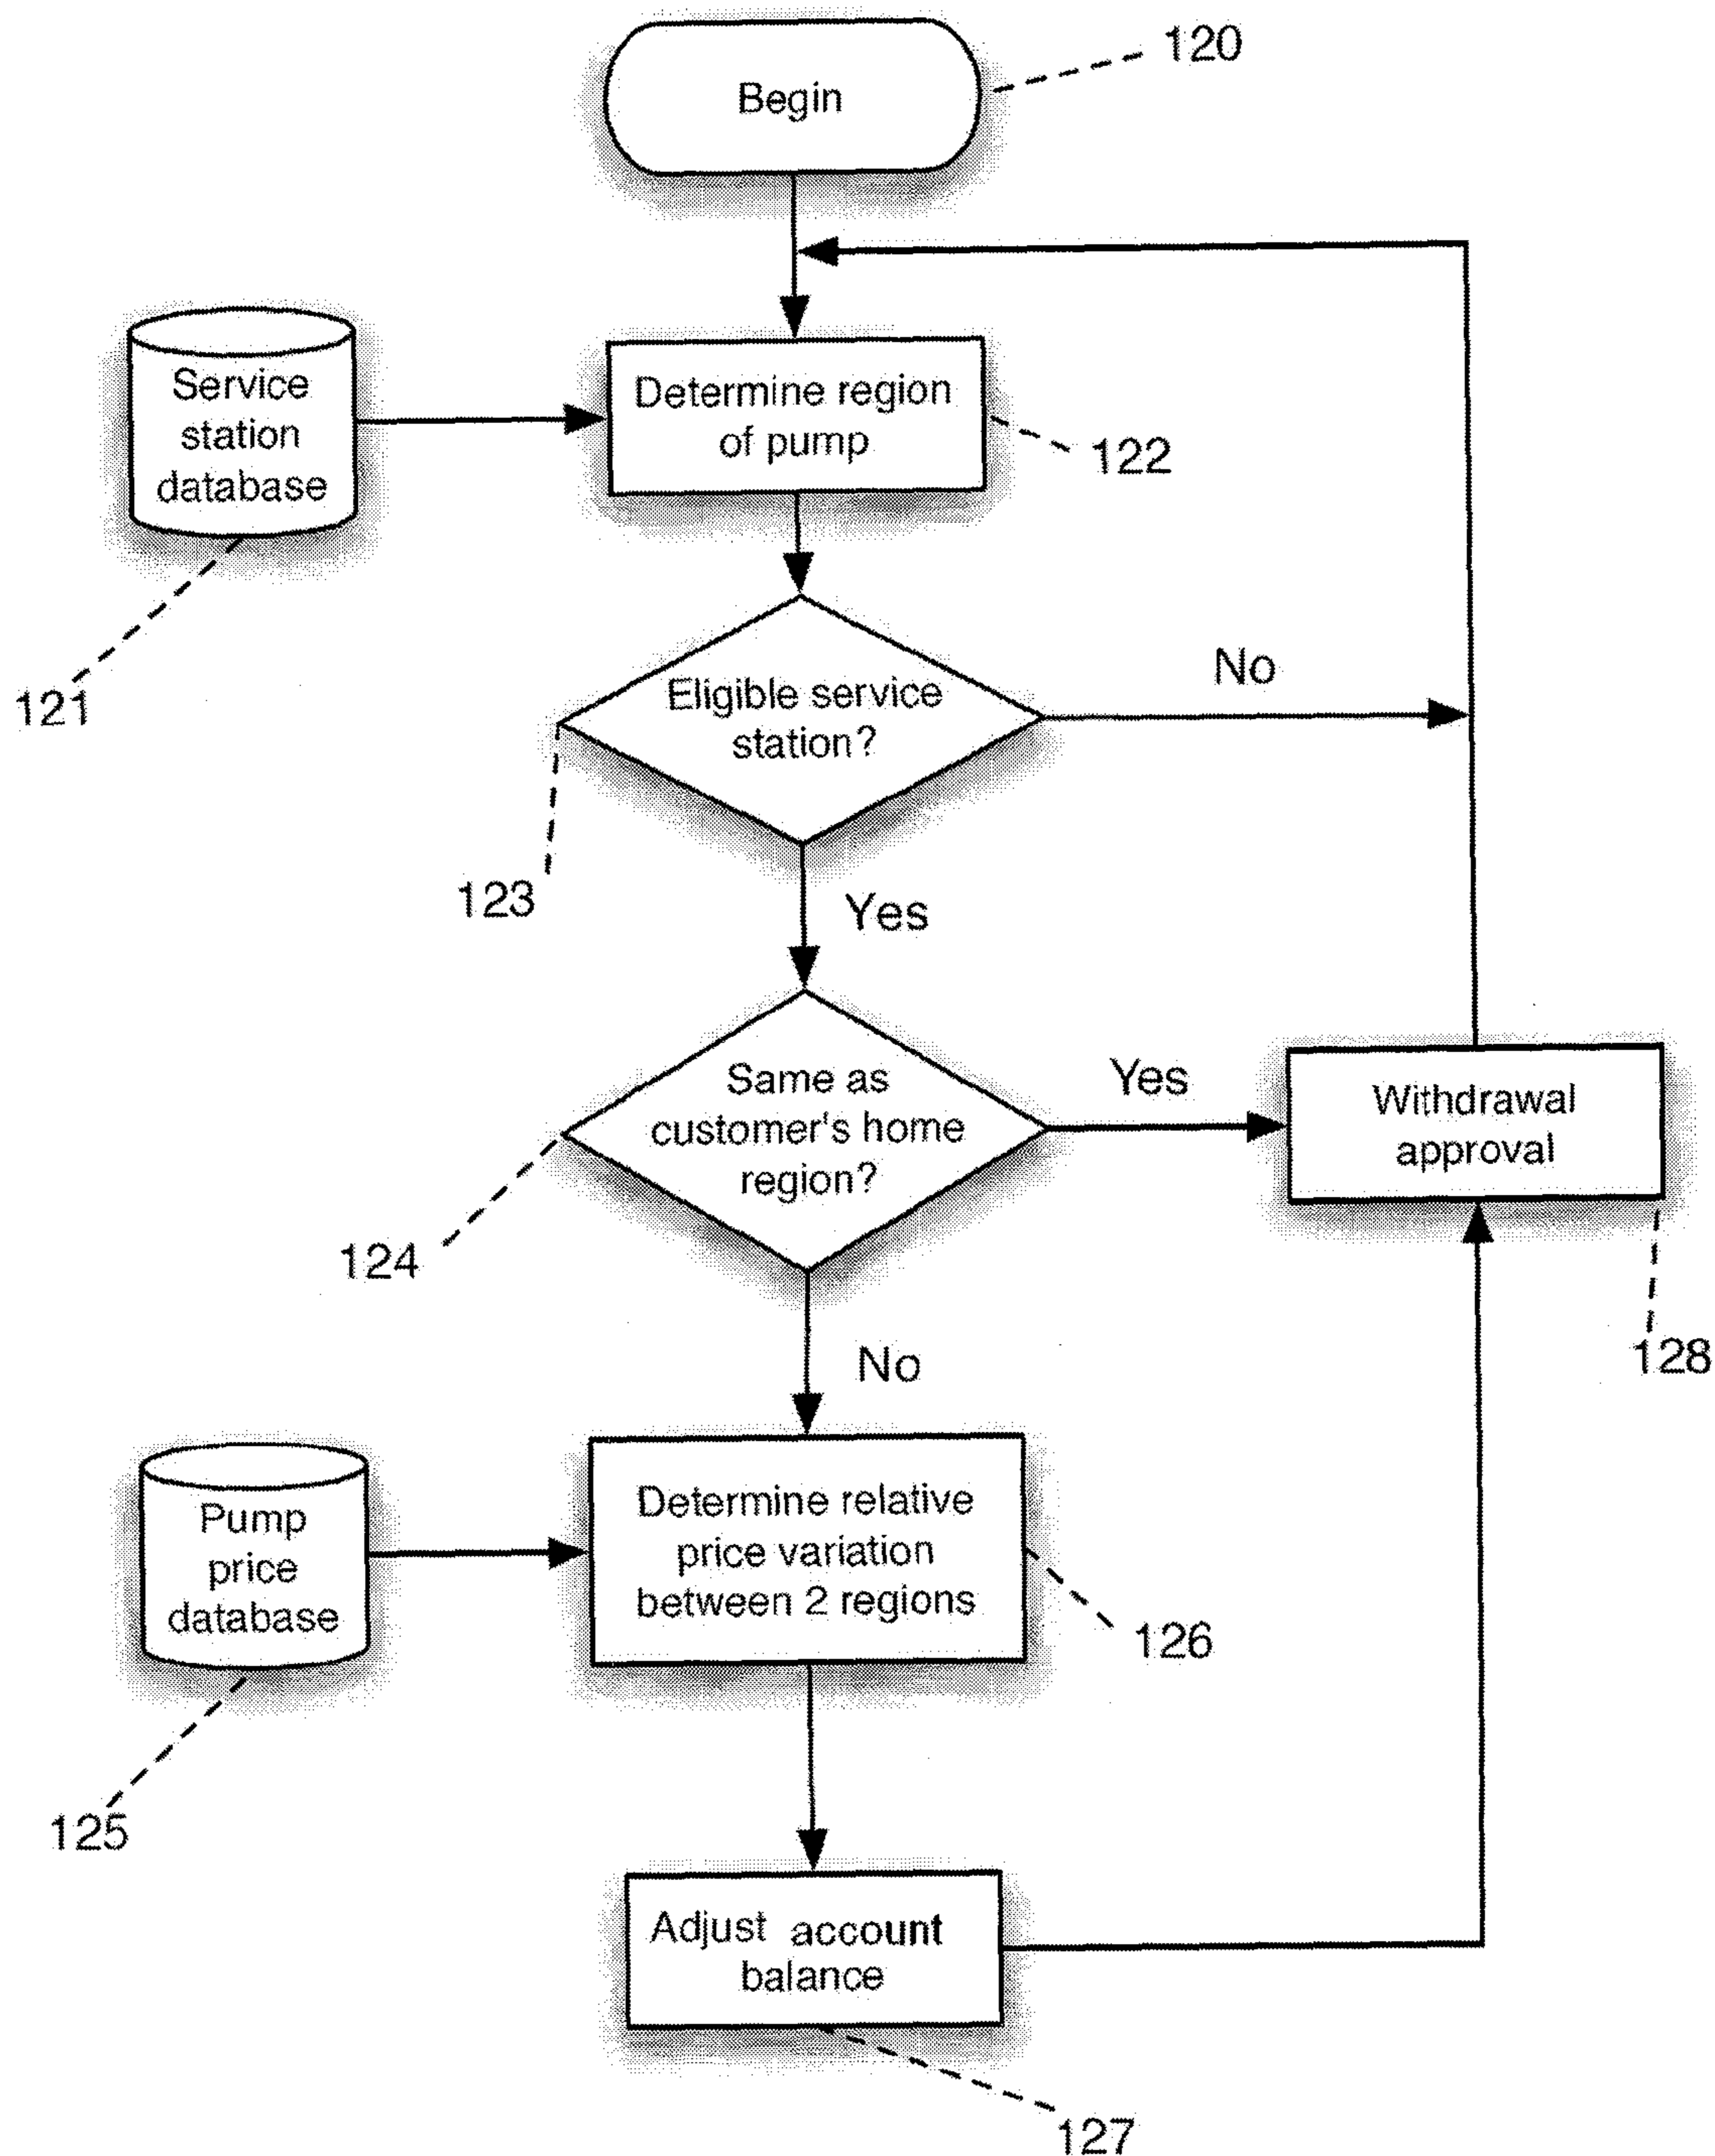 120
Begin
Service
station
database
121
Determine region
of pump
122
Eligible service
station?
No
123
Yes
Same as
customer's home
region?
Yes
124
Withdrawal
approval
128
No
Pump
price
database
125
Determine relative
price variation
between 2 regions
126
Adjust account
balance
127